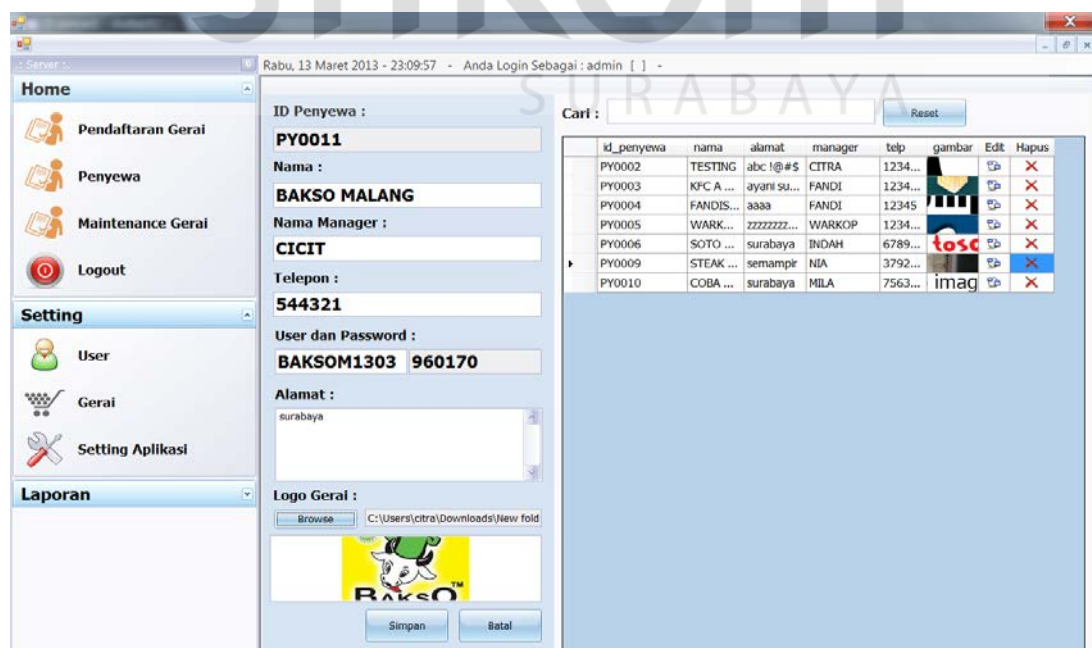 SURABAYA
.: Server :.
Rabu, 13 Maret 2013 - 23:09:57 - Anda Login Sebagai : admin [ ] -
Home
Pendaftaran Gerai
Penyewa
Maintenance Gerai
Logout
Setting
User
Gerai
Setting Aplikasi
Laporan
ID Penyewa :
PY0011
Nama :
BAKSO MALANG
Nama Manager :
CICIT
Telepon :
544321
User dan Password :
BAKSOM1303 960170
Alamat :
surabaya
Logo Gerai :
Browse C:\Users\citra\Downloads\New fold
BAKSO™
Simpan Batal
Cari : Reset
id_penyewa nama alamat manager telp gambar Edit Hapus
PY0002 TESTING abc !@#$ CITRA 1234...
PY0003 KFC A ... ayani su... FANDI 1234...
PY0004 FANDIS... aaaa FANDI 12345
PY0005 WARK... zzzzzzzz... WARKOP 1234...
PY0006 SOTO ... surabaya INDAH 6789... tosc
PY0009 STEAK ... semampir NIA 3792...
PY0010 COBA ... surabaya MILA 7563... imag